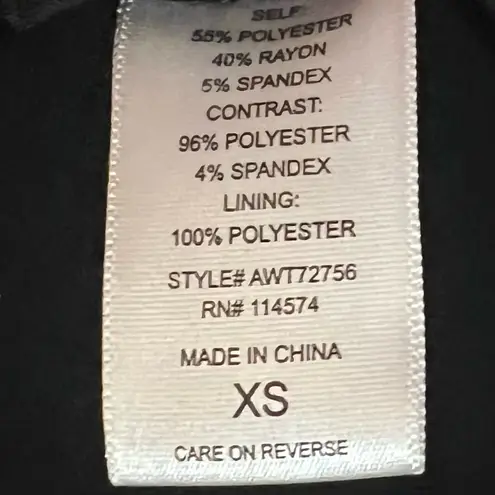 SELF
55% POLYESTER
40% RAYON
5% SPANDEX
CONTRAST:
96% POLYESTER
4% SPANDEX
LINING:
100% POLYESTER
STYLE# AWT72756
RN# 114574
MADE IN CHINA
XS
CARE ON REVERSE